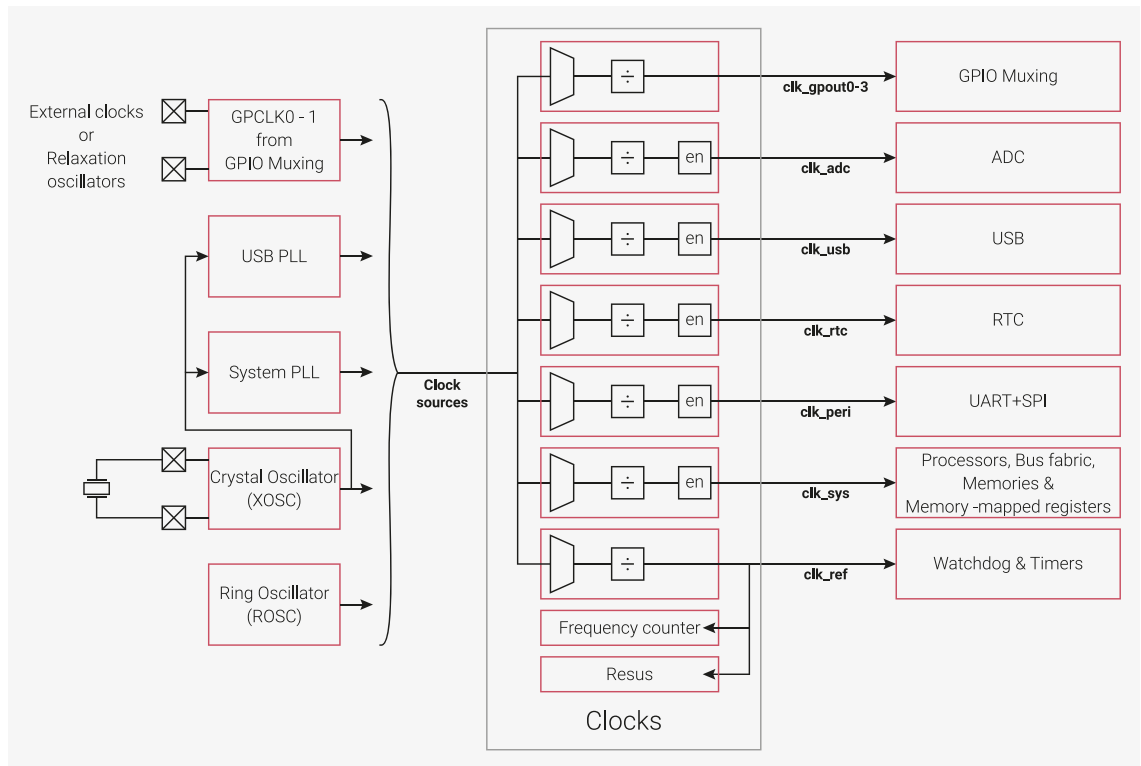 External clocks
or
Relaxation
oscillators
GPCLK0 - 1
from
GPIO Muxing
USB PLL
System PLL
Crystal Oscillator
(XOSC)
Ring Oscillator
(ROSC)
Clock
sources
÷
÷ en
÷ en
÷ en
÷ en
÷ en
÷
Frequency counter
Resus
Clocks
clk_gpout0-3
clk_adc
clk_usb
clk_rtc
clk_peri
clk_sys
clk_ref
GPIO Muxing
ADC
USB
RTC
UART+SPI
Processors, Bus fabric,
Memories &
Memory -mapped registers
Watchdog & Timers